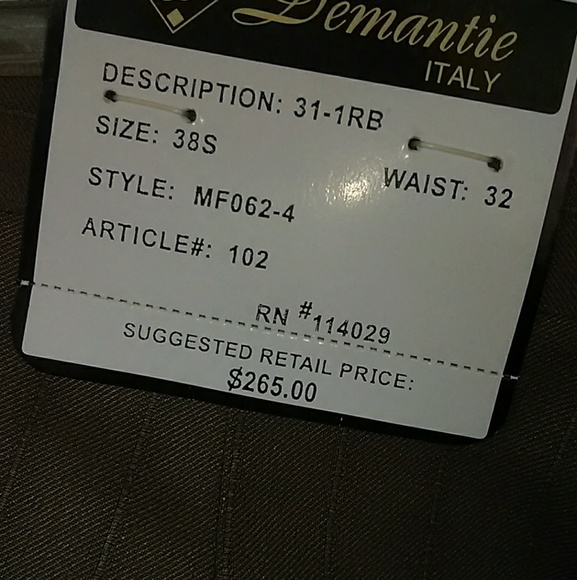 Demantie
ITALY
DESCRIPTION: 31-1RB
SIZE: 38S
WAIST: 32
STYLE: MF062-4
ARTICLE#: 102
RN #114029
SUGGESTED RETAIL PRICE:
$265.00